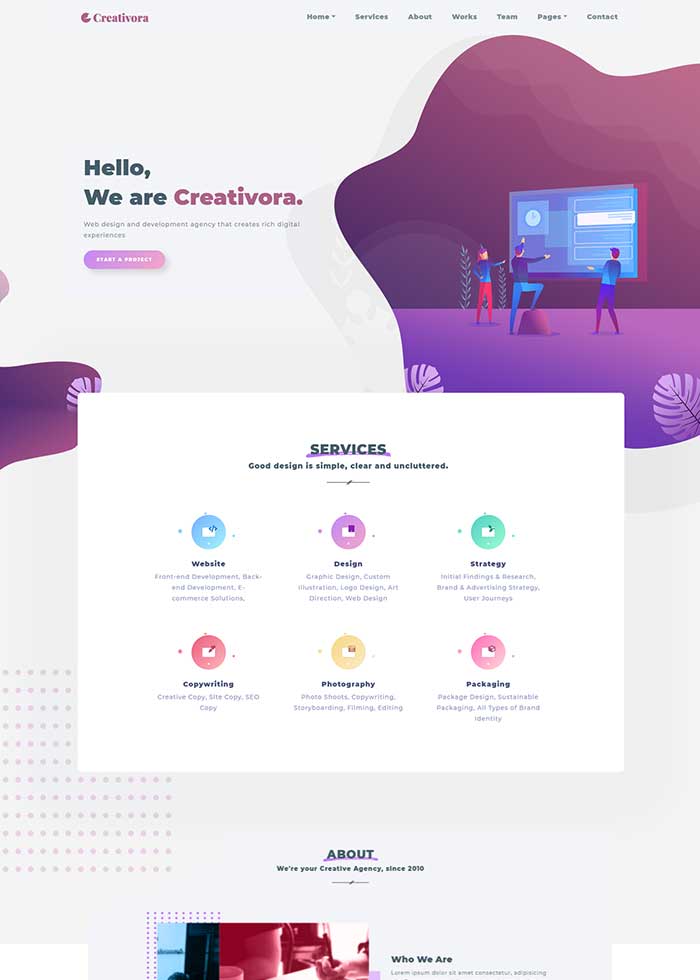 Creativora
Home Services About Works Team Pages Contact
Hello,
We are Creativora.
Web design and development agency that creates rich digital
experiences
START A PROJECT
SERVICES
Good design is simple, clear and uncluttered.
Website
Front-end Development, Back-
end Development, E-
commerce Solutions,
Design
Graphic Design, Custom
Illustration, Logo Design, Art
Direction, Web Design
Strategy
Initial Findings & Research,
Brand & Advertising Strategy,
User Journeys
Copywriting
Creative Copy, Site Copy, SEO
Copy
Photography
Photo Shoots, Copywriting,
Storyboarding, Filming, Editing
Packaging
Package Design, Sustainable
Packaging, All Types of Brand
Identity
ABOUT
We're your Creative Agency, since 2010
Who We Are
Lorem ipsum dolor sit amet consectetur, adipisicing